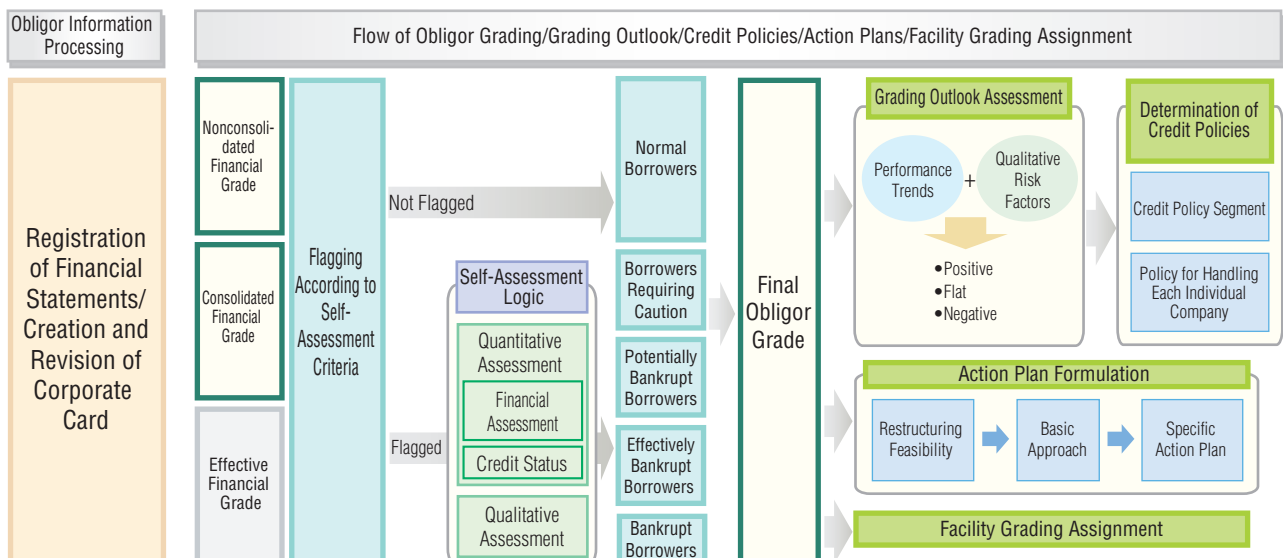 Obligor Information
Processing
Flow of Obligor Grading/Grading Outlook/Credit Policies/Action Plans/Facility Grading Assignment
Registration
of Financial
Statements/
Creation and
Revision of
Corporate
Card
Nonconsoli-
dated
Financial
Grade
Consolidated
Financial
Grade
Effective
Financial
Grade
Flagging
According to
Self-
Assessment
Criteria
Not Flagged
Flagged
Self-Assessment
Logic
Quantitative
Assessment
Financial
Assessment
Credit Status
Qualitative
Assessment
Normal
Borrowers
Borrowers
Requiring
Caution
Potentially
Bankrupt
Borrowers
Effectively
Bankrupt
Borrowers
Bankrupt
Borrowers
Final
Obligor
Grade
Grading Outlook Assessment
Performance
Trends
+
Qualitative
Risk
Factors
•Positive
•Flat
•Negative
Determination of
Credit Policies
Credit Policy Segment
Policy for Handling
Each Individual
Company
Action Plan Formulation
Restructuring
Feasibility
Basic
Approach
Specific
Action Plan
Facility Grading Assignment